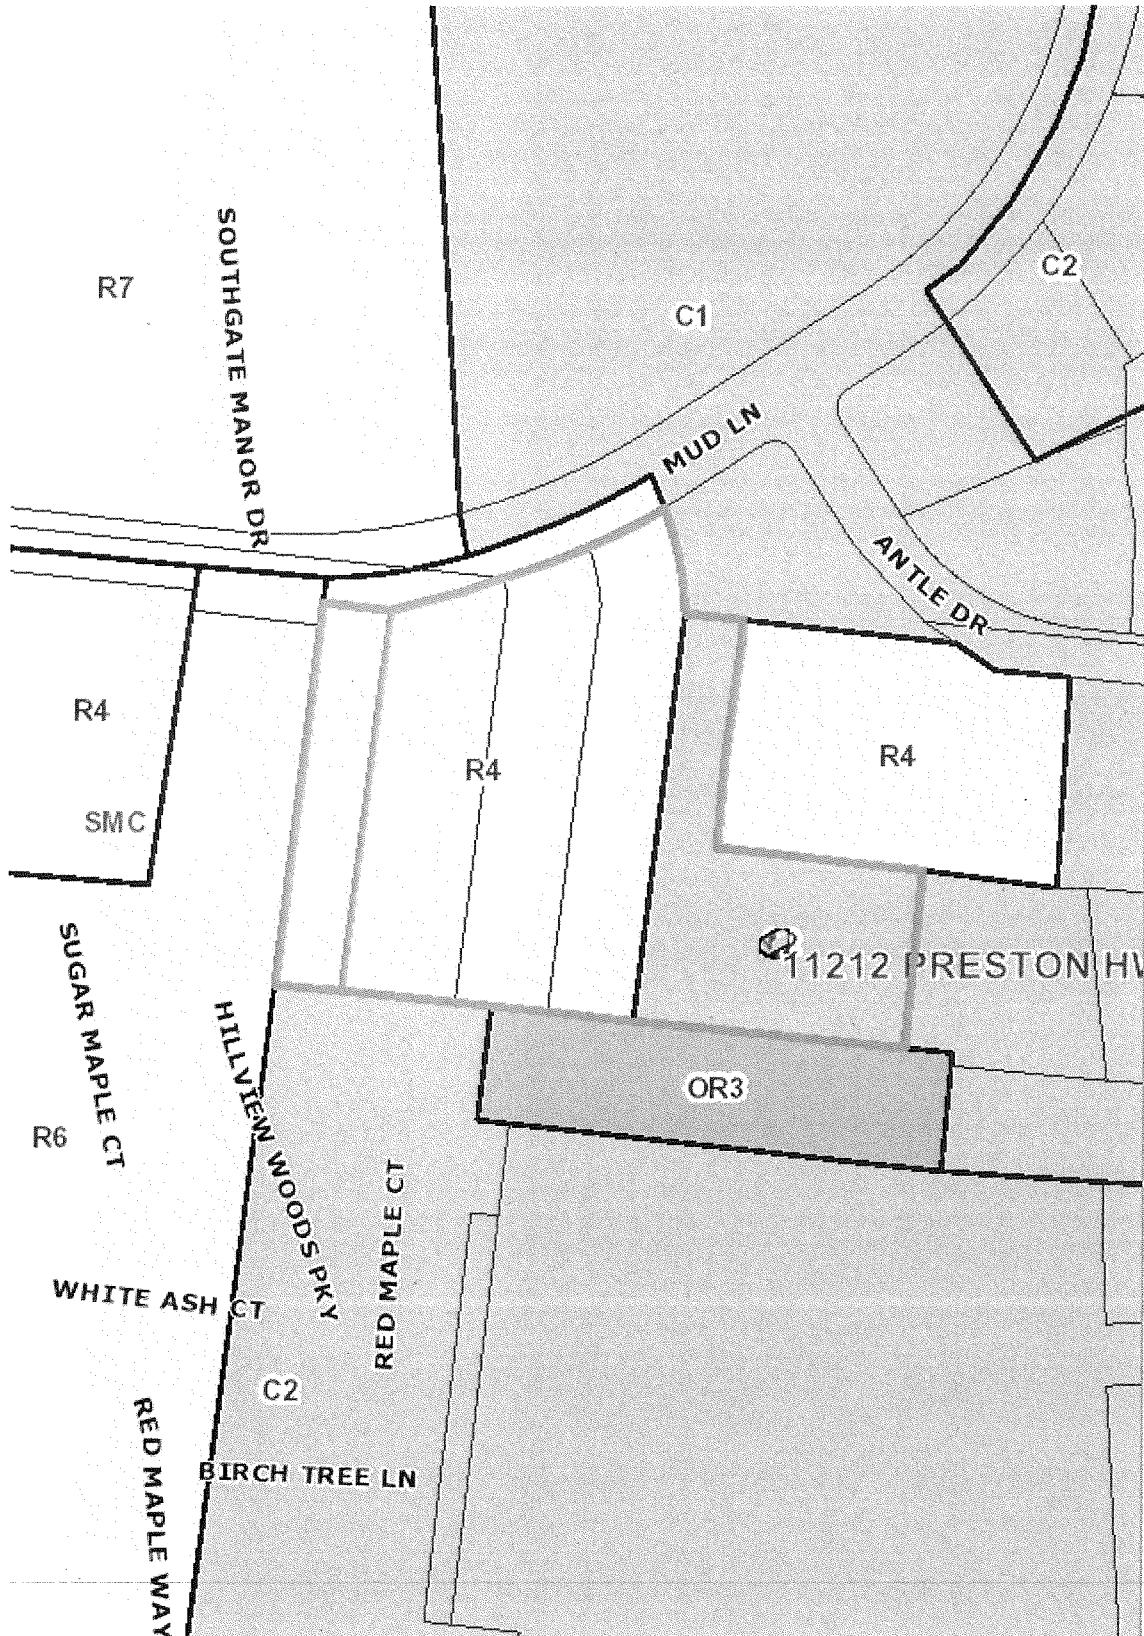 R7
SOUTHGATE MANOR DR
C1
C2
MUD LN
ANTLE DR
R4
R4
R4
SMC
11212 PRESTON HW
SUGAR MAPLE CT
HILLVIEW WOODS PKY
OR3
R6
RED MAPLE CT
WHITE ASH CT
C2
RED MAPLE WAY
BIRCH TREE LN